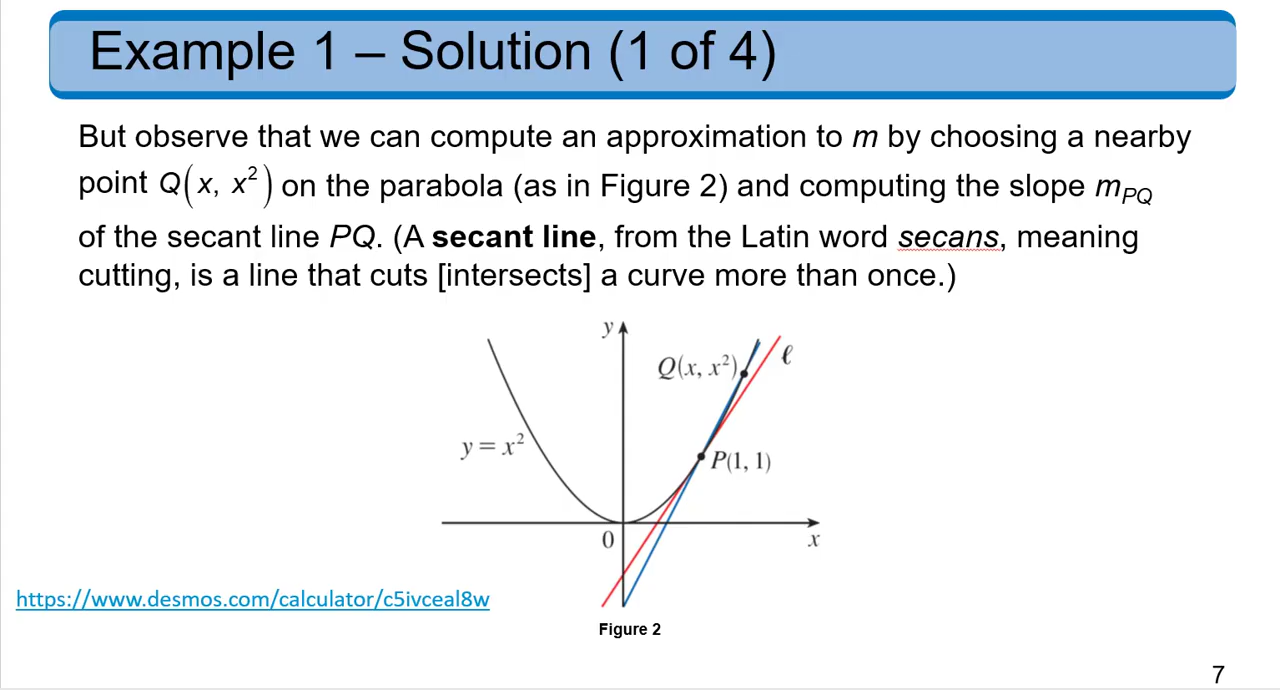 Example 1 – Solution (1 of 4)
But observe that we can compute an approximation to m by choosing a nearby
point Q(x, x²) on the parabola (as in Figure 2) and computing the slope mPQ
of the secant line PQ. (A secant line, from the Latin word secans, meaning
cutting, is a line that cuts [intersects] a curve more than once.)
y
Q(x, x²)
ℓ
y = x²
P(1, 1)
0
x
https://www.desmos.com/calculator/c5ivceal8w
Figure 2
7